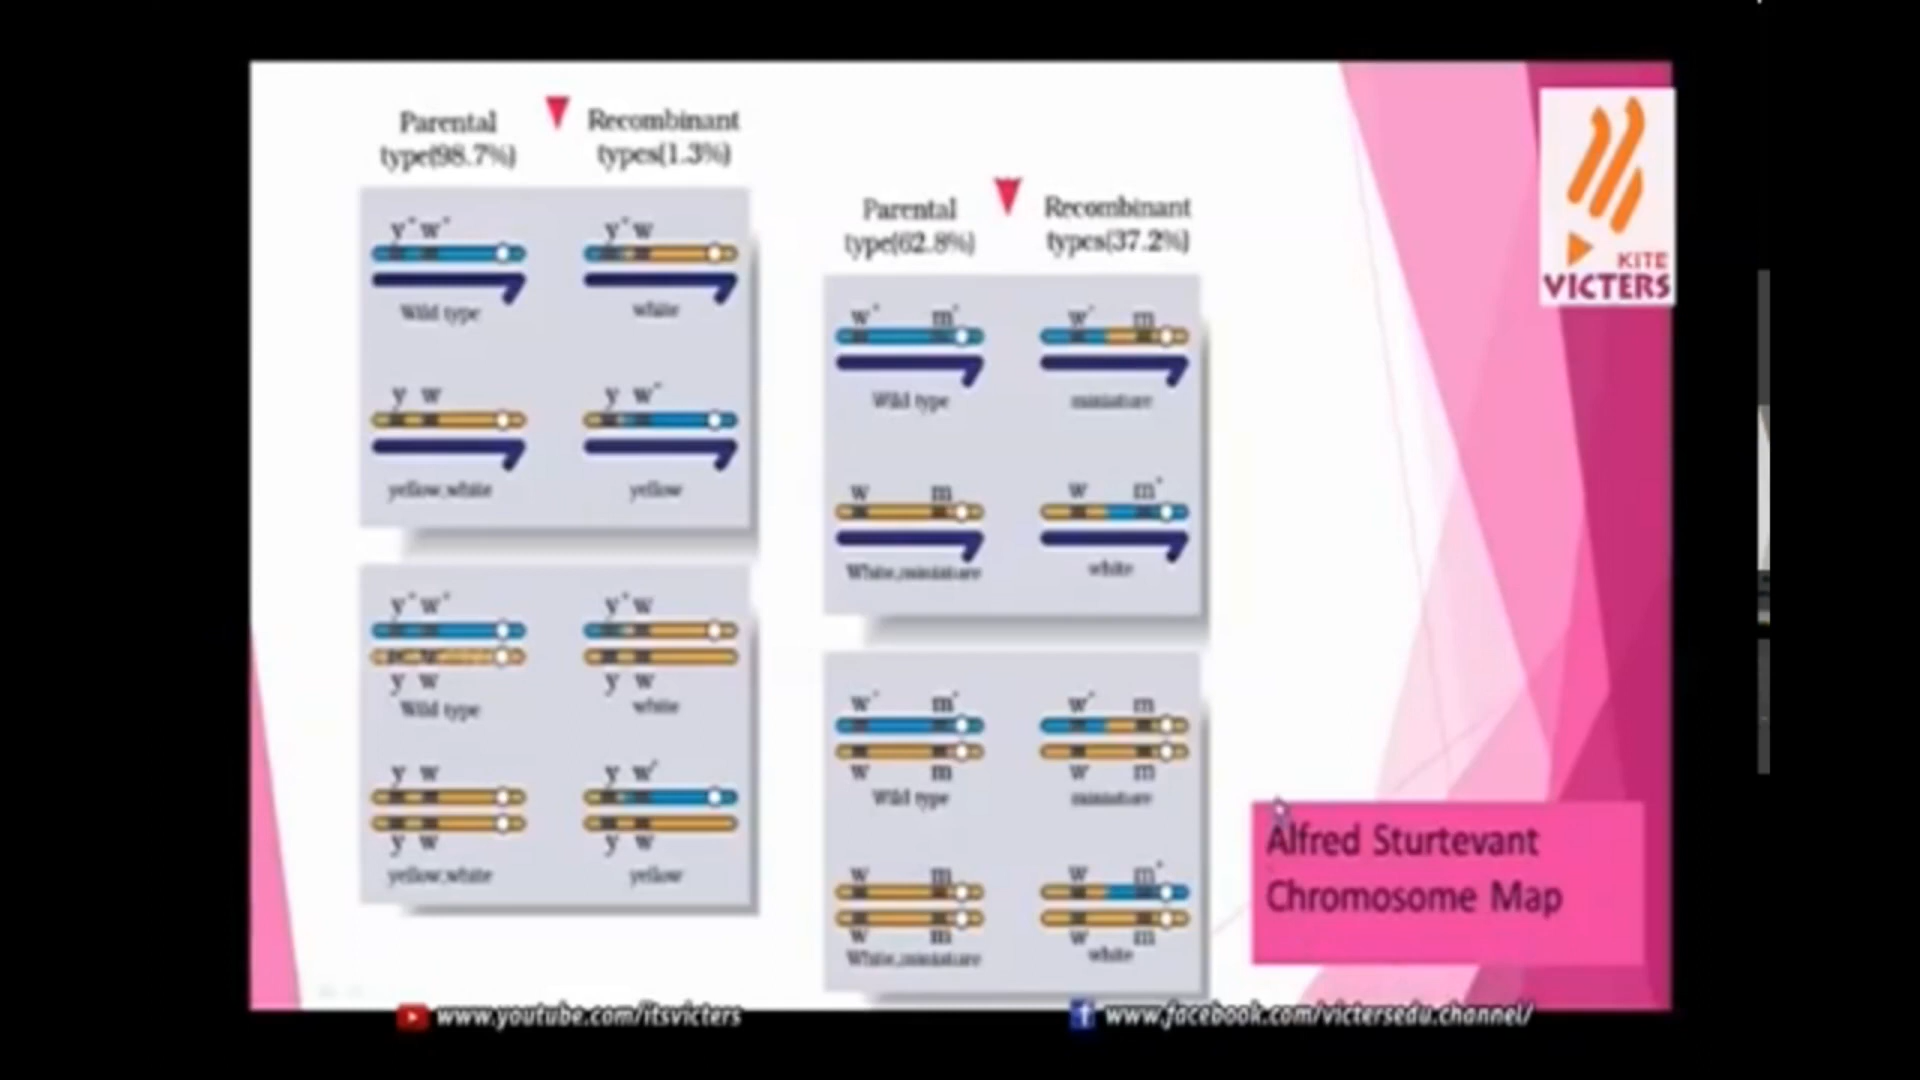 Parental
type(98.7%)
Recombinant
types(1.3%)
y⁺ w⁺
Wild type
y⁺ w
white
y w
yellow,white
y w⁺
yellow
y⁺ w⁺
y w
Wild type
y⁺ w
y w
white
y w
y w
yellow,white
y w⁺
y w
yellow
Parental
type(62.8%)
Recombinant
types(37.2%)
w⁺ m⁺
Wild type
w⁺ m
miniature
w m
White,miniature
w m⁺
white
w⁺ m⁺
w m
Wild type
w⁺ m
w m
miniature
w m
w m
White,miniature
w m⁺
w m
white
KITE
VICTERS
Alfred Sturtevant
Chromosome Map
www.youtube.com/itsvicters
www.facebook.com/victersedu.channel/